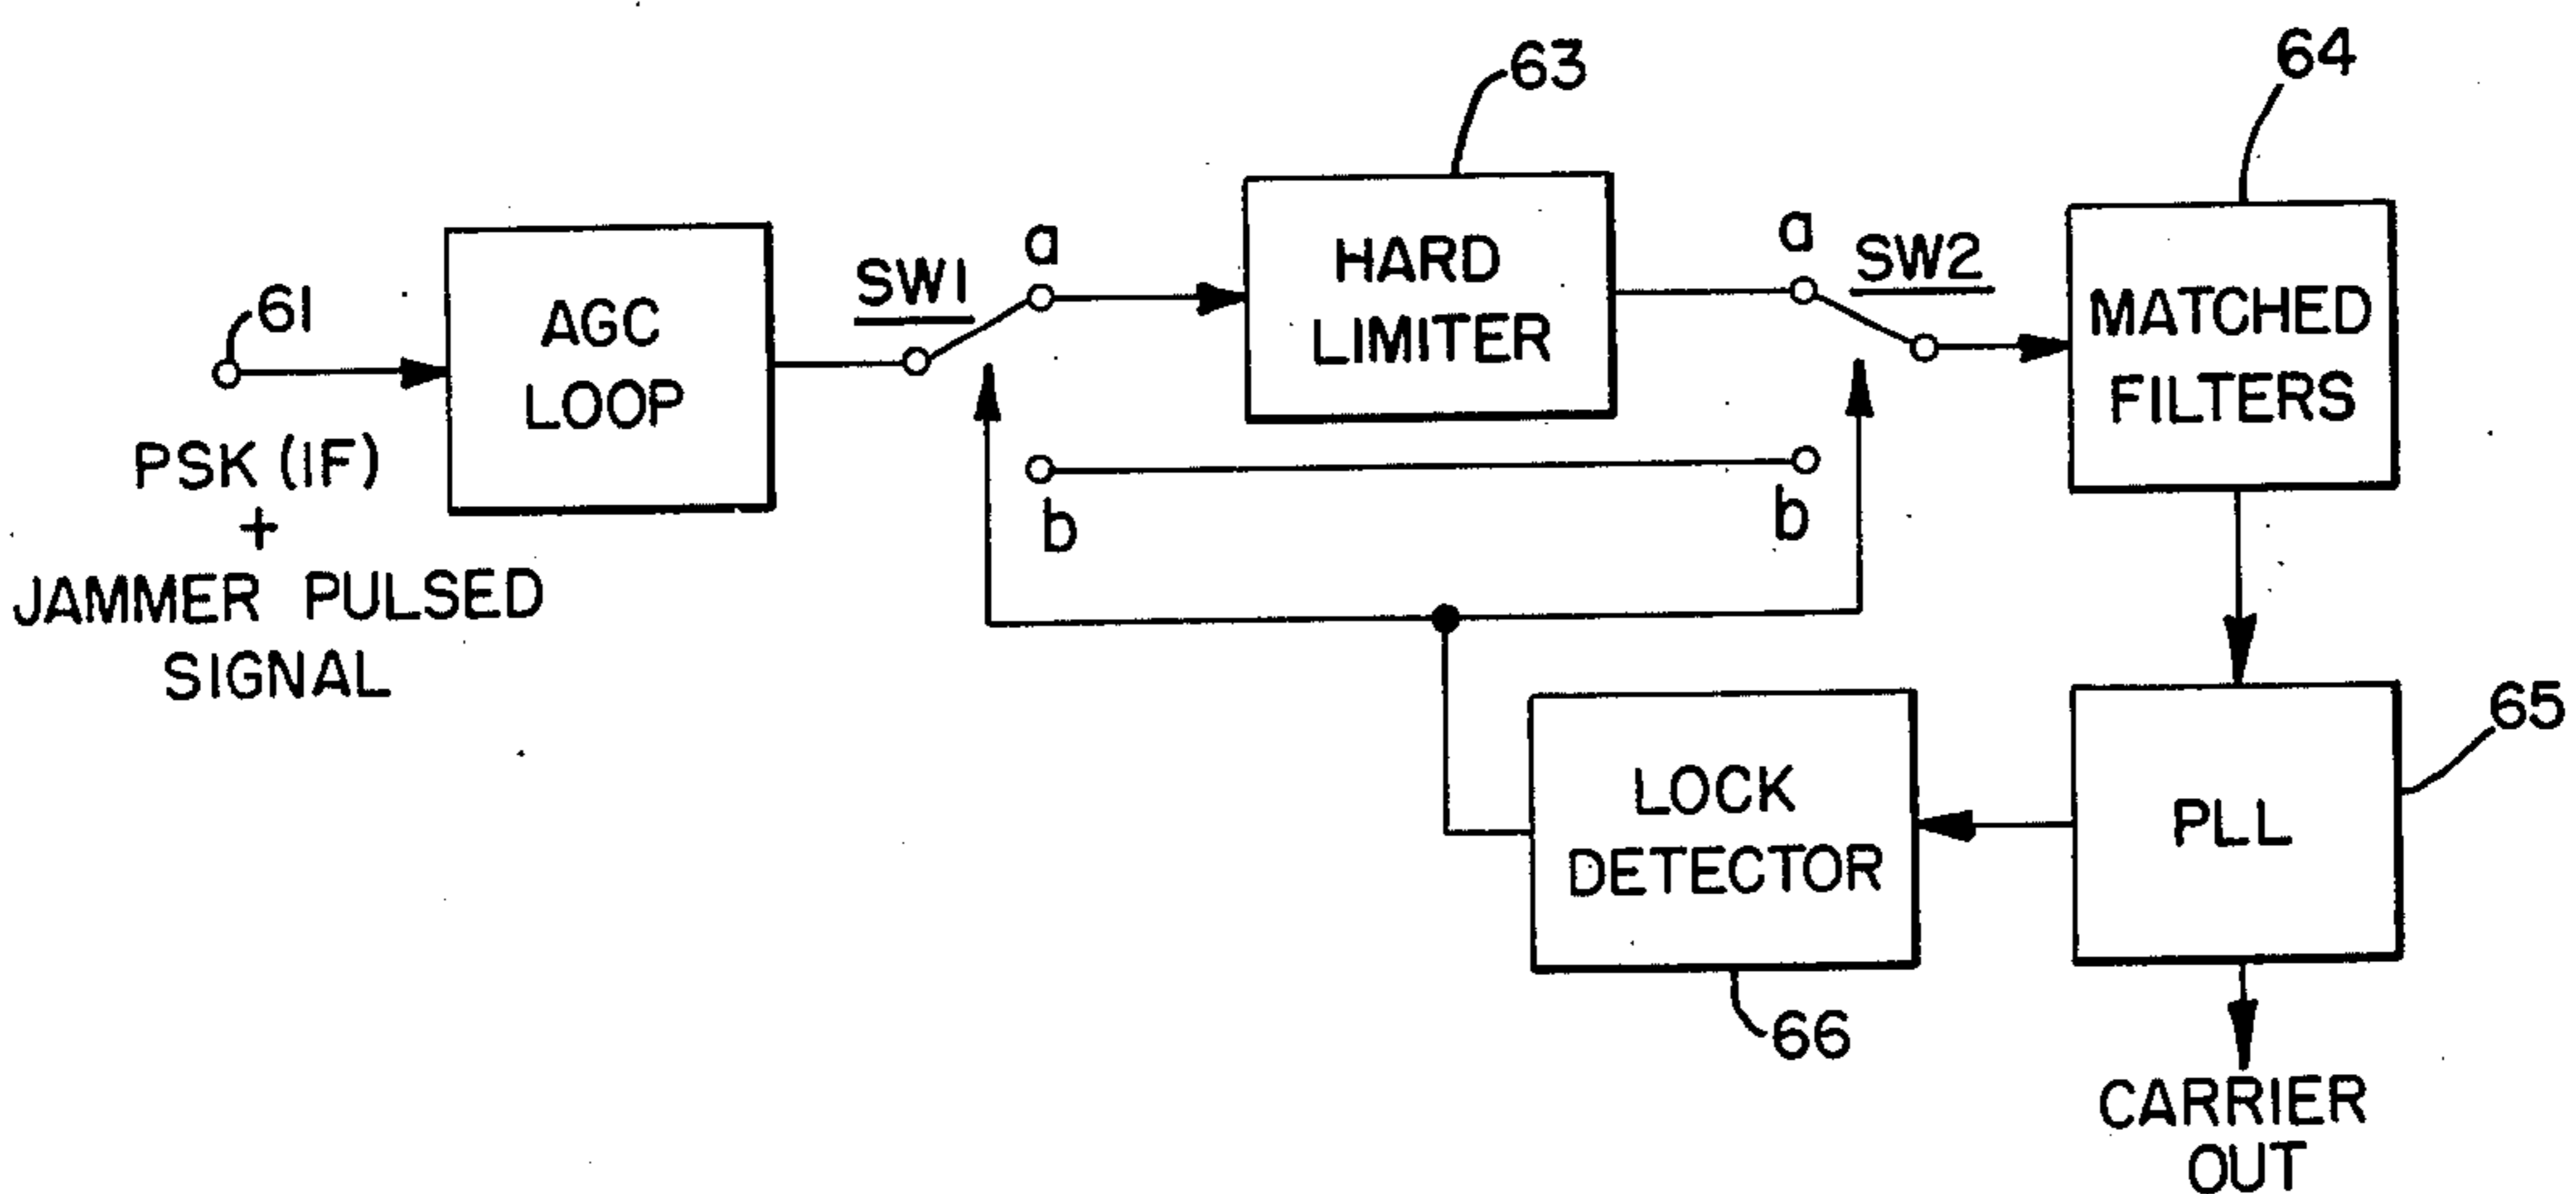 63
64
61
AGC
LOOP
SW1
a
HARD
LIMITER
a
SW2
MATCHED
FILTERS
PSK (IF)
+
JAMMER PULSED
SIGNAL
b
b
LOCK
DETECTOR
66
PLL
65
CARRIER
OUT